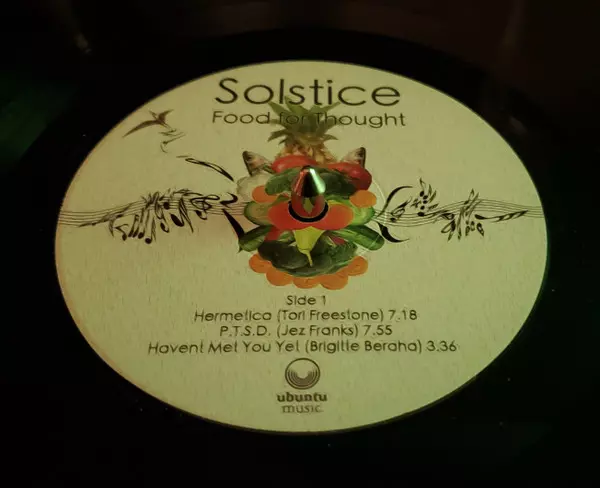 Solstice
Food for Thought
Side 1
Hermetica (Tori Freestone) 7.18
P.T.S.D. (Jez Franks) 7.55
Havent Met You Yet (Brigitte Beraha) 3.36
ubuntu
music